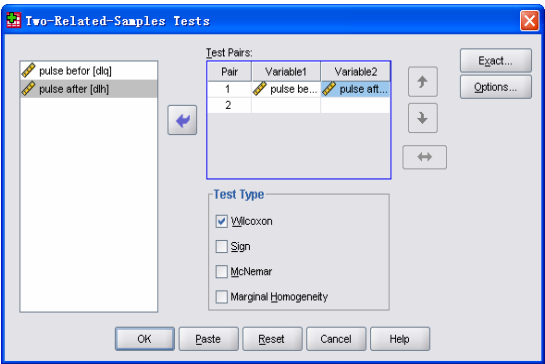 Two-Related-Samples Tests
Test Pairs:
pulse befor [dlq]
pulse after [dlh]
Pair Variable1 Variable2
1 pulse be... pulse aft...
2
Exact...
Options...
Test Type
Wilcoxon
Sign
McNemar
Marginal Homogeneity
OK Paste Reset Cancel Help